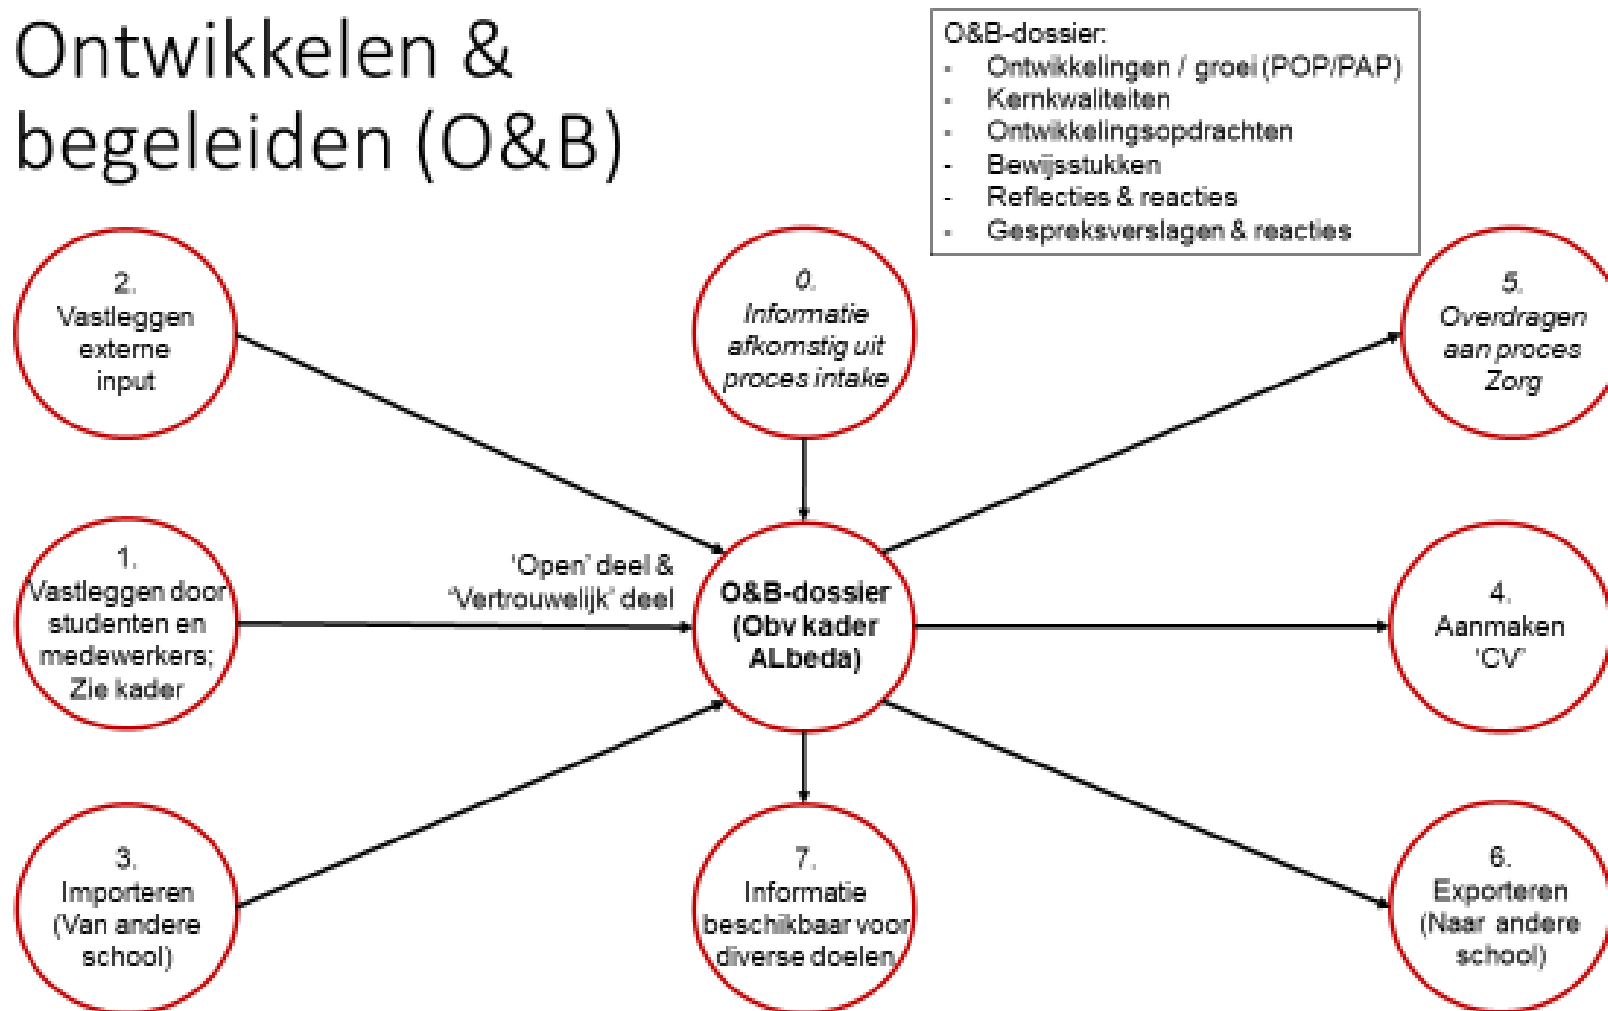 Ontwikkelen &
begeleiden (O&B)
O&B-dossier:
- Ontwikkelingen / groei (POP/PAP)
- Kernkwaliteiten
- Ontwikkelingsopdrachten
- Bewijsstukken
- Reflecties & reacties
- Gespreksverslagen & reacties
2.
Vastleggen
externe
input
0.
Informatie
afkomstig uit
proces intake
5.
Overdragen
aan proces
Zorg
1.
Vastleggen door
studenten en
medewerkers;
Zie kader
'Open' deel &
'Vertrouwelijk' deel
O&B-dossier
(Obv kader
ALbeda)
4.
Aanmaken
'CV'
3.
Importeren
(Van andere
school)
7.
Informatie
beschikbaar voor
diverse doelen
6.
Exporteren
(Naar andere
school)